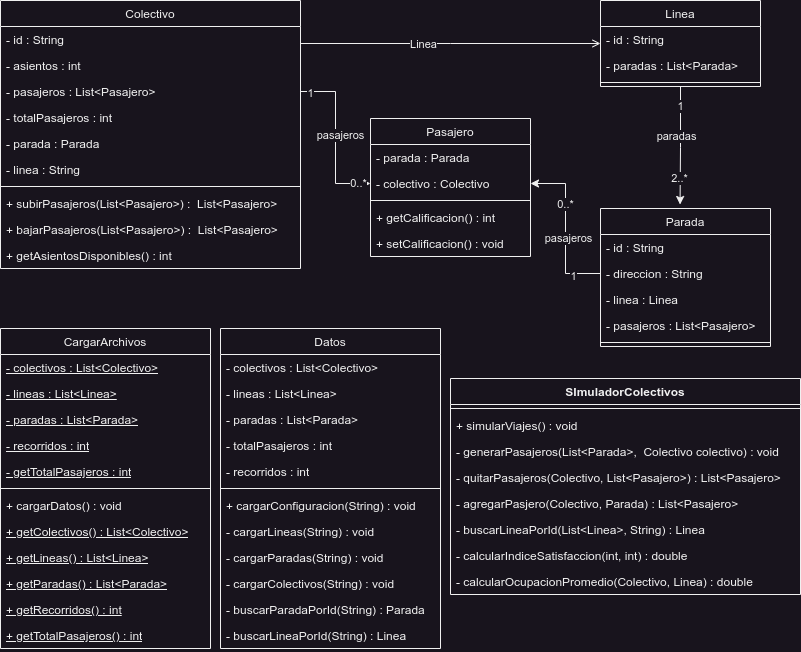 Colectivo
- id : String
- asientos : int
- pasajeros : List<Pasajero>
- totalPasajeros : int
- parada : Parada
- linea : String
+ subirPasajeros(List<Pasajero>) :  List<Pasajero>
+ bajarPasajeros(List<Pasajero>) :  List<Pasajero>
+ getAsientosDisponibles() : int
Linea
1
pasajeros
0..*
Linea
- id : String
- paradas : List<Parada>
1
paradas
2..*
Pasajero
- parada : Parada
- colectivo : Colectivo
+ getCalificacion() : int
+ setCalificacion() : void
0..*
pasajeros
1
Parada
- id : String
- direccion : String
- linea : Linea
- pasajeros : List<Pasajero>
CargarArchivos
- colectivos : List<Colectivo>
- lineas : List<Linea>
- paradas : List<Parada>
- recorridos : int
- getTotalPasajeros : int
+ cargarDatos() : void
+ getColectivos() : List<Colectivo>
+ getLineas() : List<Linea>
+ getParadas() : List<Parada>
+ getRecorridos() : int
+ getTotalPasajeros() : int
Datos
- colectivos : List<Colectivo>
- lineas : List<Linea>
- paradas : List<Parada>
- totalPasajeros : int
- recorridos : int
+ cargarConfiguracion(String) : void
- cargarLineas(String) : void
- cargarParadas(String) : void
- cargarColectivos(String) : void
- buscarParadaPorId(String) : Parada
- buscarLineaPorId(String) : Linea
SImuladorColectivos
+ simularViajes() : void
- generarPasajeros(List<Parada>,  Colectivo colectivo) : void
- quitarPasajeros(Colectivo, List<Pasajero>) : List<Pasajero>
- agregarPasjero(Colectivo, Parada) : List<Pasajero>
- buscarLineaPorId(List<Linea>, String) : Linea
- calcularIndiceSatisfaccion(int, int) : double
- calcularOcupacionPromedio(Colectivo, Linea) : double